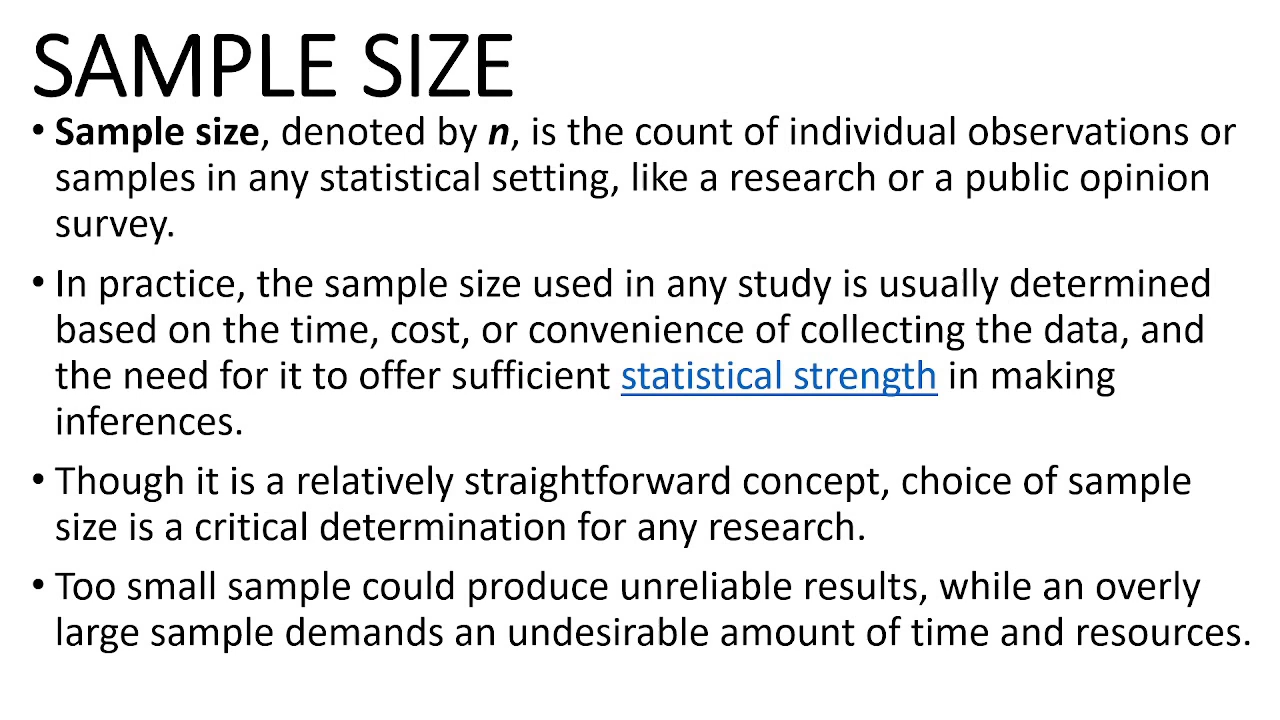 SAMPLE SIZE
• Sample size, denoted by n, is the count of individual observations or
samples in any statistical setting, like a research or a public opinion
survey.
• In practice, the sample size used in any study is usually determined
based on the time, cost, or convenience of collecting the data, and
the need for it to offer sufficient statistical strength in making
inferences.
• Though it is a relatively straightforward concept, choice of sample
size is a critical determination for any research.
• Too small sample could produce unreliable results, while an overly
large sample demands an undesirable amount of time and resources.